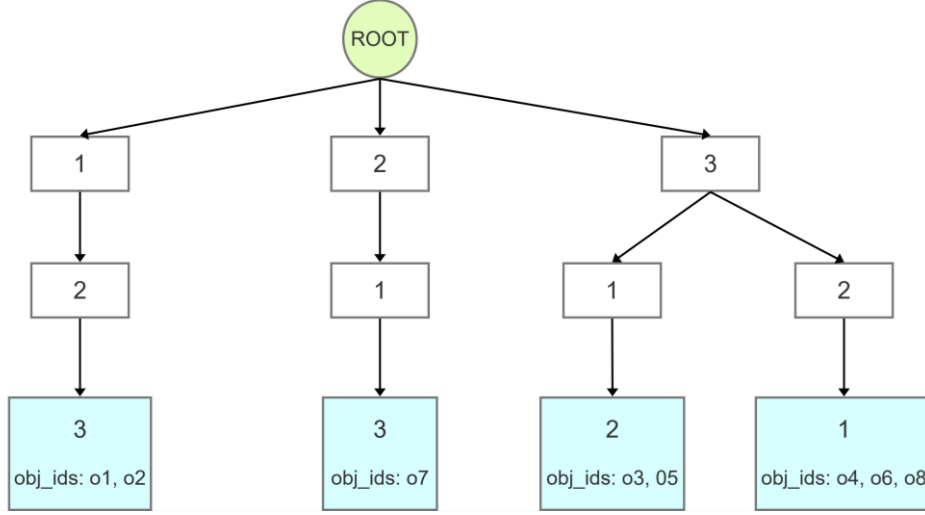 ROOT
1
2
3
2
1
1
2
3
3
2
1
obj_ids: o1, o2
obj_ids: o7
obj_ids: o3, 05
obj_ids: o4, o6, o8